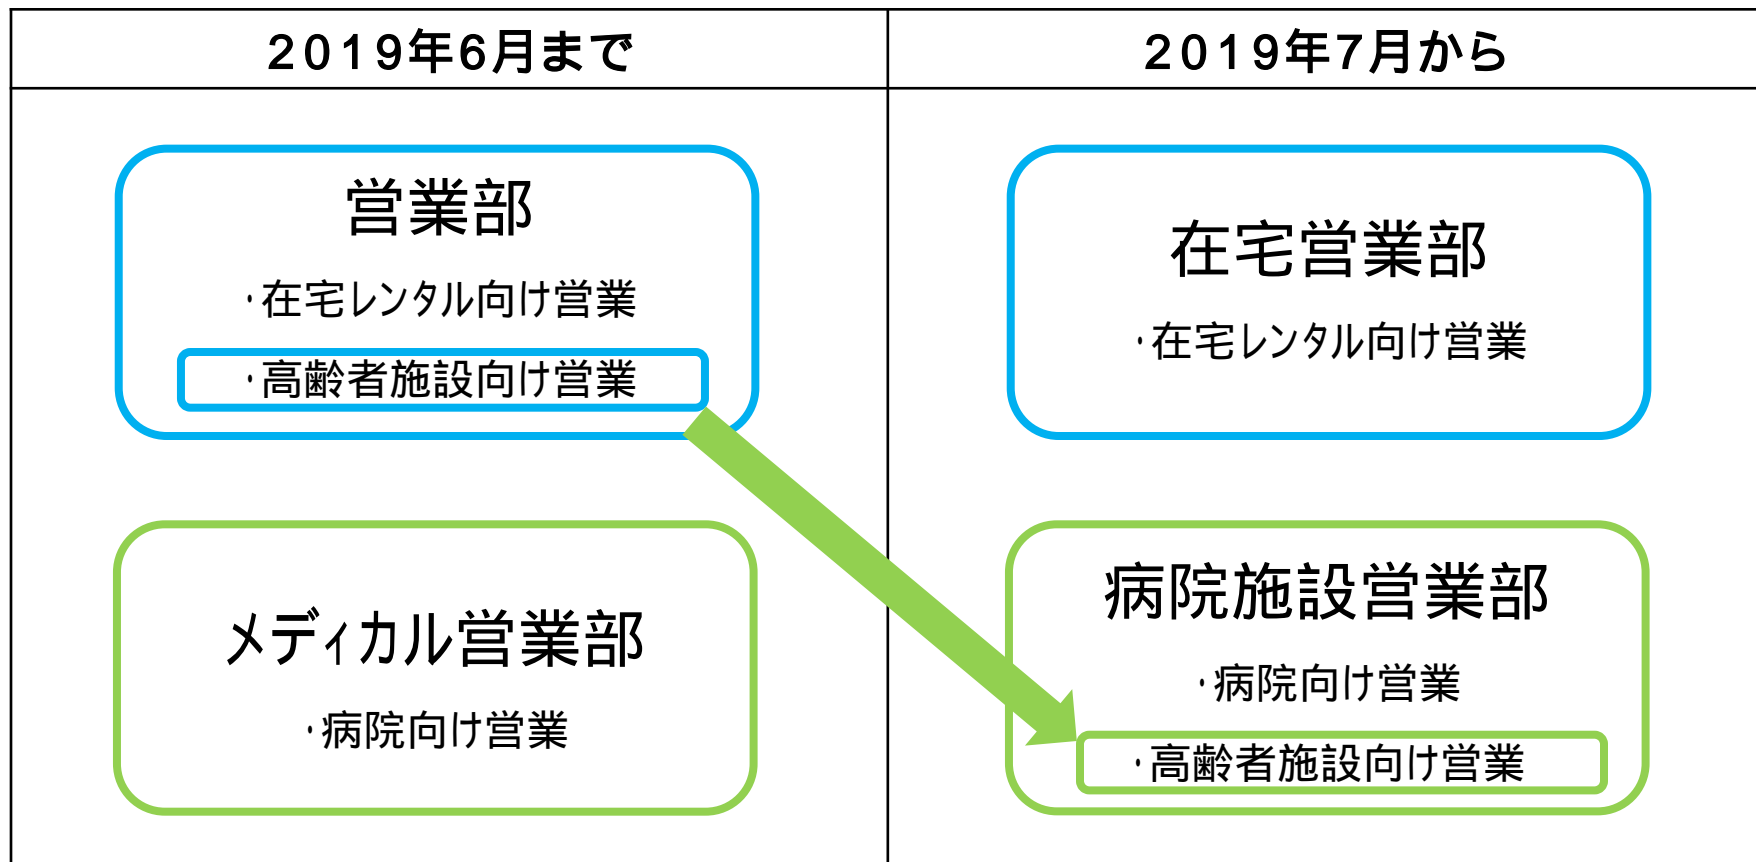 2019年6月まで
2019年7月から
営業部
・在宅レンタル向け営業
・高齢者施設向け営業
在宅営業部
・在宅レンタル向け営業
メディカル営業部
・病院向け営業
病院施設営業部
・病院向け営業
・高齢者施設向け営業